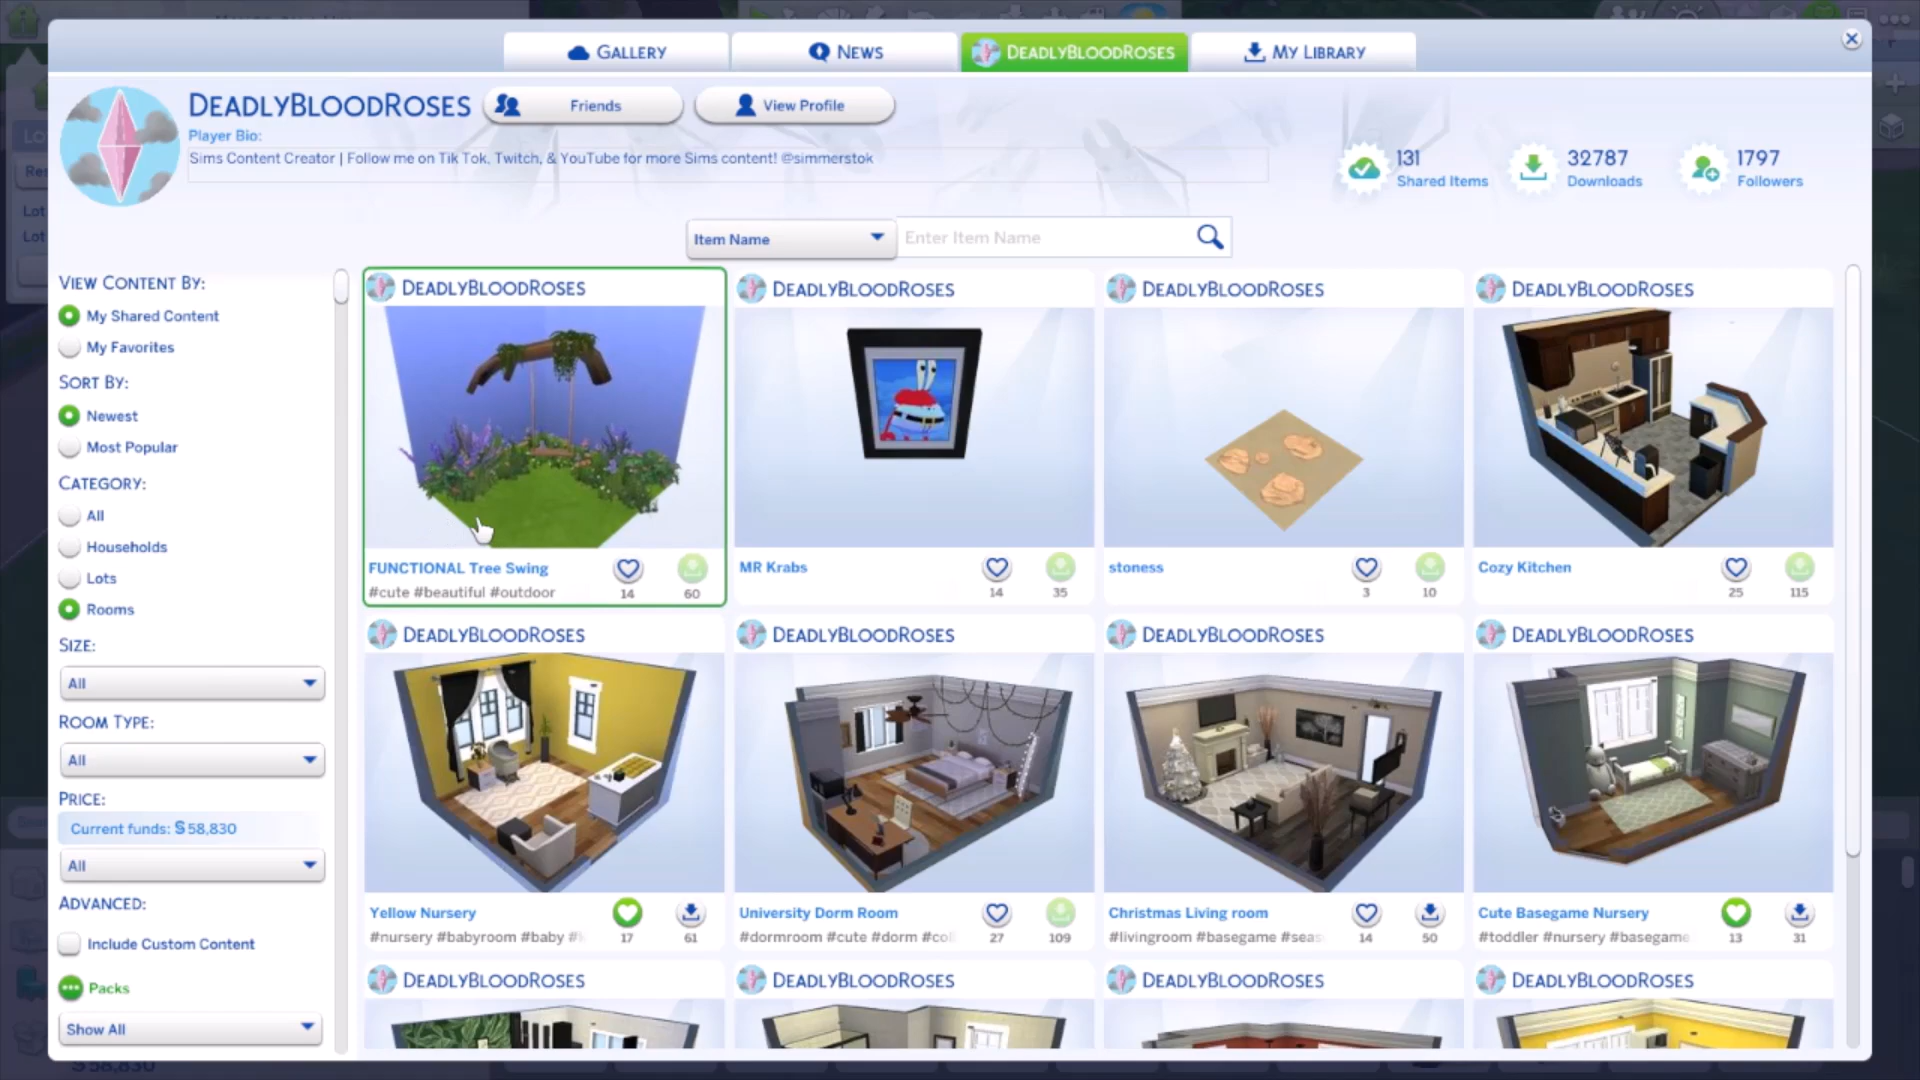 GALLERY
NEWS
DEADLYBLOODROSES
MY LIBRARY
DEADLYBLOODROSES
Friends
View Profile
Player Bio:
Sims Content Creator | Follow me on Tik Tok, Twitch, & YouTube for more Sims content! @simmerstok
131
Shared Items
32787
Downloads
1797
Followers
Item Name
Enter Item Name
VIEW CONTENT BY:
My Shared Content
My Favorites
SORT BY:
Newest
Most Popular
CATEGORY:
All
Households
Lots
Rooms
SIZE:
All
ROOM TYPE:
All
PRICE:
Current funds: §58,830
All
ADVANCED:
Include Custom Content
Packs
Show All
DEADLYBLOODROSES
FUNCTIONAL Tree Swing
#cute #beautiful #outdoor
14
60
DEADLYBLOODROSES
MR Krabs
14
35
DEADLYBLOODROSES
stoness
3
10
DEADLYBLOODROSES
Cozy Kitchen
25
115
DEADLYBLOODROSES
Yellow Nursery
#nursery #babyroom #baby
17
61
DEADLYBLOODROSES
University Dorm Room
#dormroom #cute #dorm #col
27
109
DEADLYBLOODROSES
Christmas Living room
#livingroom #basegame #seas
14
50
DEADLYBLOODROSES
Cute Basegame Nursery
#toddler #nursery #basegame
13
31
DEADLYBLOODROSES
DEADLYBLOODROSES
DEADLYBLOODROSES
DEADLYBLOODROSES
§58,830